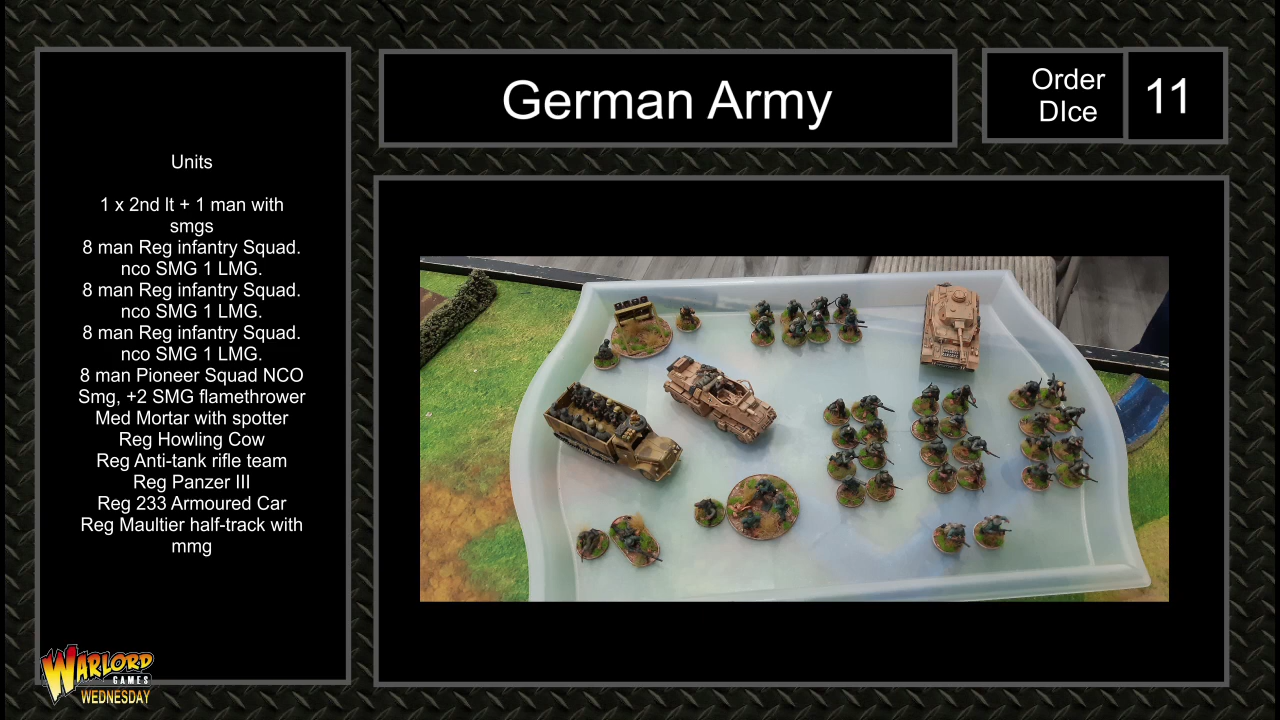 German Army
Order
DIce
11
Units
1 x 2nd lt + 1 man with
smgs
8 man Reg infantry Squad.
nco SMG 1 LMG.
8 man Reg infantry Squad.
nco SMG 1 LMG.
8 man Reg infantry Squad.
nco SMG 1 LMG.
8 man Pioneer Squad NCO
Smg, +2 SMG flamethrower
Med Mortar with spotter
Reg Howling Cow
Reg Anti-tank rifle team
Reg Panzer III
Reg 233 Armoured Car
Reg Maultier half-track with
mmg
WARLORD
GAMES
WEDNESDAY